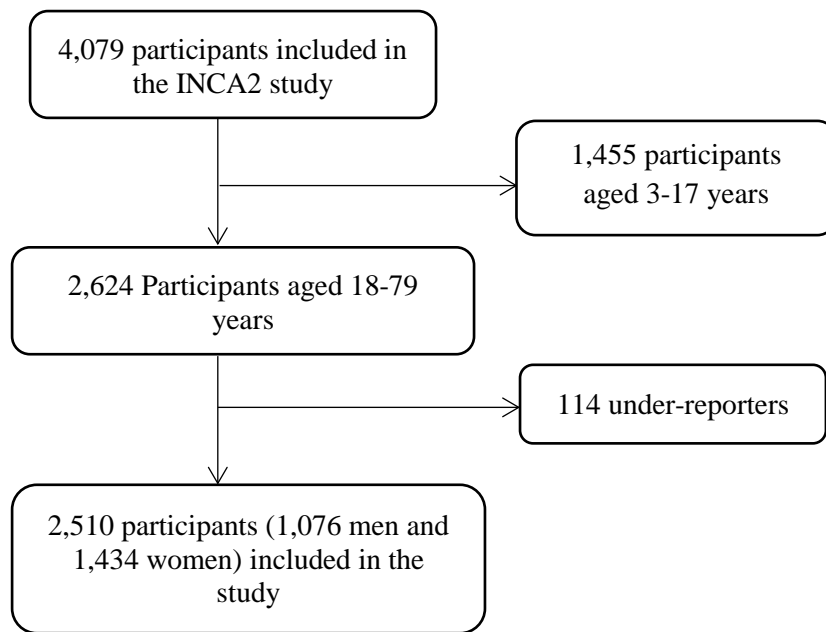 4,079 participants included in
the INCA2 study
1,455 participants
aged 3-17 years
2,624 Participants aged 18-79
years
114 under-reporters
2,510 participants (1,076 men and
1,434 women) included in the
study